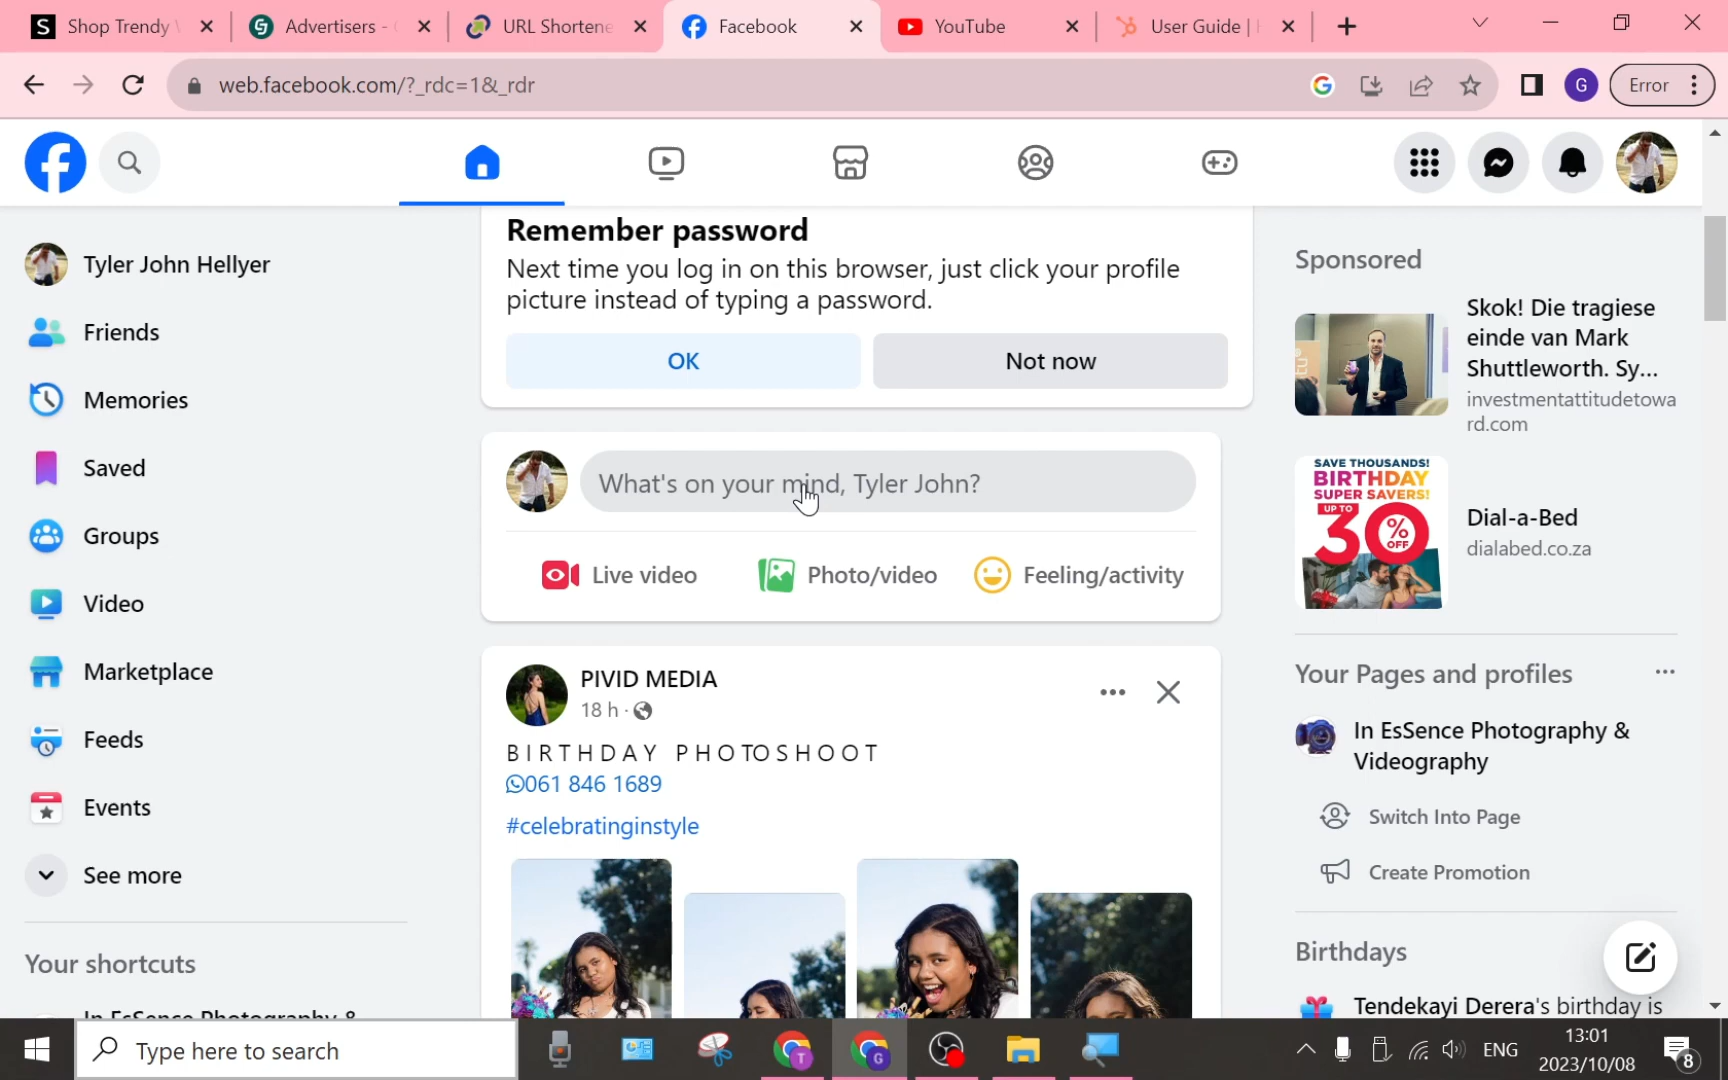 Shop Trendy
Advertisers -
URL Shortene
Facebook
YouTube
User Guide |
web.facebook.com/?_rdc=1&_rdr
G
Error
Tyler John Hellyer
Friends
Memories
Saved
Groups
Video
Marketplace
Feeds
Events
See more
Your shortcuts
In EsSence Photography &
Remember password
Next time you log in on this browser, just click your profile
picture instead of typing a password.
OK
Not now
What's on your mind, Tyler John?
Live video
Photo/video
Feeling/activity
PIVID MEDIA
18 h ·
BIRTHDAY PHOTOSHOOT
061 846 1689
#celebratinginstyle
Sponsored
Skok! Die tragiese
einde van Mark
Shuttleworth. Sy...
investmentattitudetowa
rd.com
SAVE THOUSANDS!
BIRTHDAY
SUPER SAVERS!
UP TO
30% OFF
Dial-a-Bed
dialabed.co.za
Your Pages and profiles
In EsSence Photography &
Videography
Switch Into Page
Create Promotion
Birthdays
Tendekayi Derera's birthday is
Type here to search
T
G
ENG
13:01
2023/10/08
8